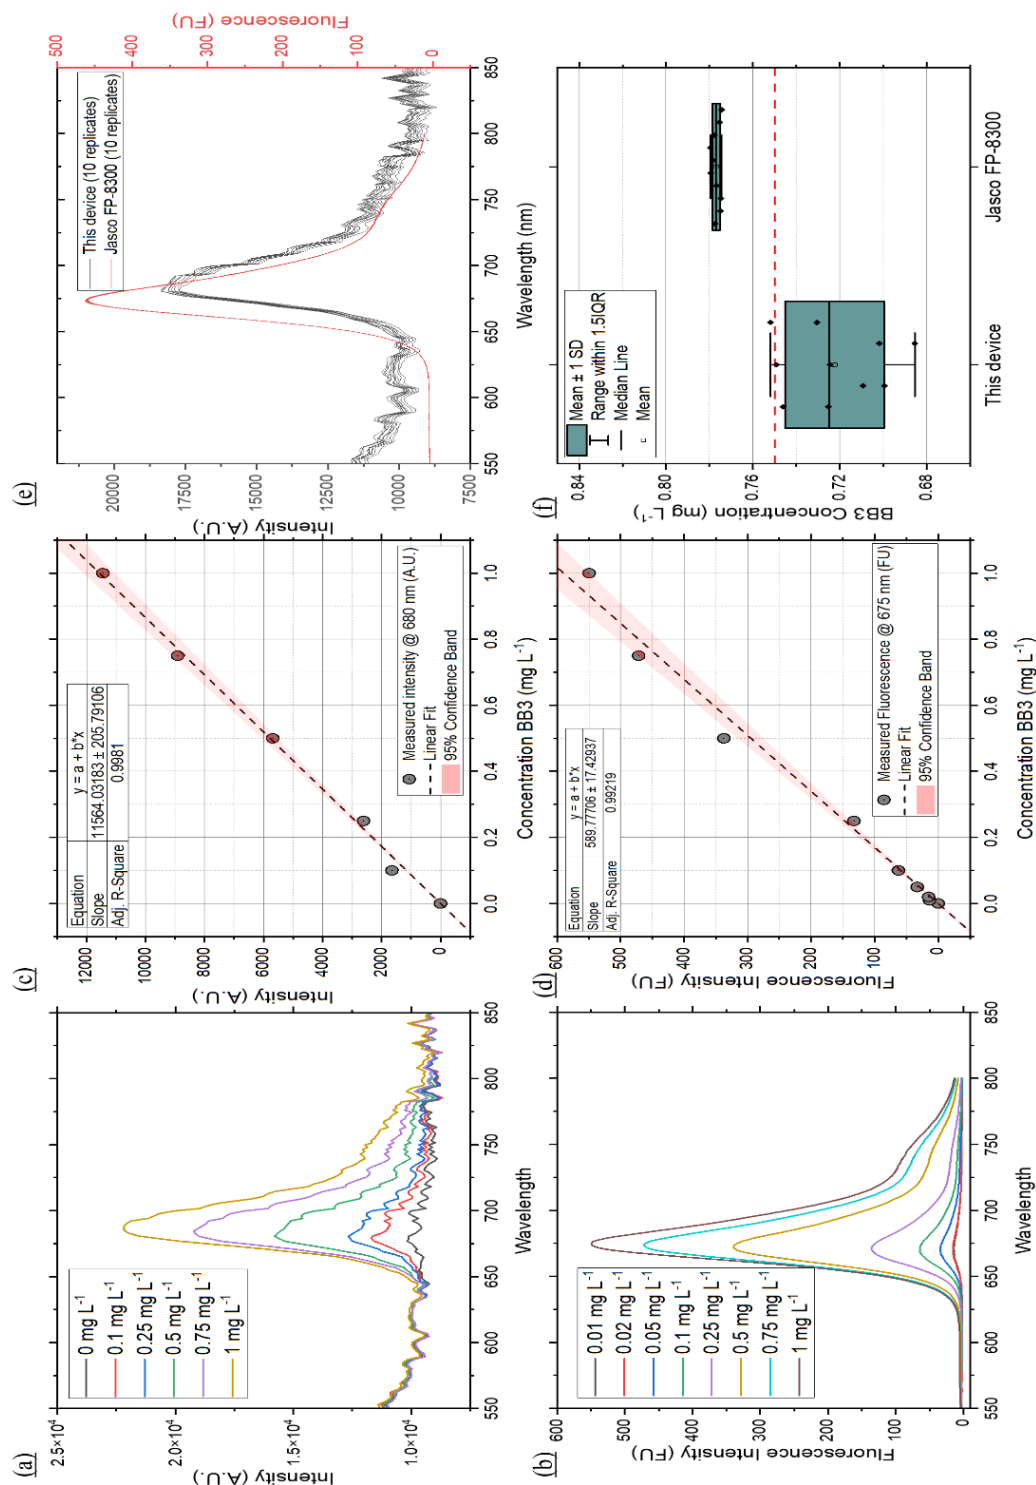 (a)
2.5×10⁴
2.0×10⁴
1.5×10⁴
1.0×10⁴
Intensity (A.U.)
0 mg L⁻¹
0.1 mg L⁻¹
0.25 mg L⁻¹
0.5 mg L⁻¹
0.75 mg L⁻¹
1 mg L⁻¹
550 600 650 700 750 800 850
Wavelength
(c)
12000
10000
8000
6000
4000
2000
0
Intensity (A.U.)
Equation y = a + b*x
Slope 11564.03183 ± 205.79106
Adj. R-Square 0.9981
Measured intensity @ 680 nm (A.U.)
Linear Fit
95% Confidence Band
0.0 0.2 0.4 0.6 0.8 1.0
Concentration BB3 (mg L⁻¹)
(e)
20000
17500
15000
12500
10000
7500
Intensity (A.U.)
This device (10 replicates)
Jasco FP-8300 (10 replicates)
500
400
300
200
100
0
Fluorescence (FU)
550 600 650 700 750 800 850
Wavelength (nm)
(b)
500
400
300
200
100
0
Fluorescence Intensity (FU)
0.01 mg L⁻¹
0.02 mg L⁻¹
0.05 mg L⁻¹
0.1 mg L⁻¹
0.25 mg L⁻¹
0.5 mg L⁻¹
0.75 mg L⁻¹
1 mg L⁻¹
550 600 650 700 750 800 850
Wavelength
(d)
600
500
400
300
200
100
0
Fluorescence Intensity (FU)
Equation y = a + b*x
Slope 589.77706 ± 17.42937
Adj. R-Square 0.99219
Measured Fluorescence @ 675 nm (FU)
Linear Fit
95% Confidence Band
0.0 0.2 0.4 0.6 0.8 1.0
Concentration BB3 (mg L⁻¹)
(f)
0.84
0.80
0.76
0.72
0.68
BB3 Concentration (mg L⁻¹)
Mean ± 1 SD
Range within 1.5IQR
Median Line
Mean
This device Jasco FP-8300